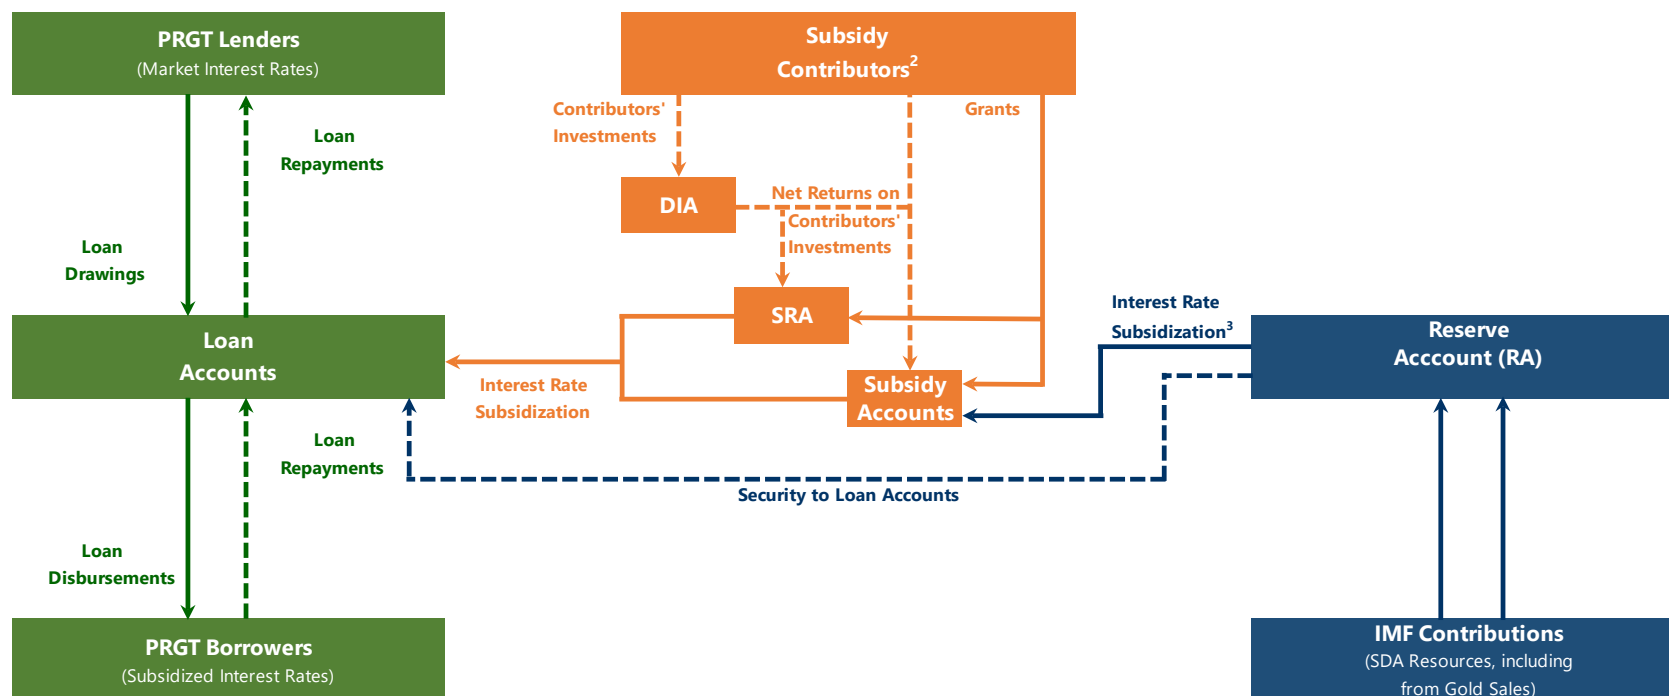 PRGT Lenders
(Market Interest Rates)
Subsidy
Contributors²
Contributors'
Investments
Grants
Loan
Repayments
DIA
Net Returns on
Contributors'
Investments
Loan
Drawings
SRA
Interest Rate
Subsidization³
Loan
Accounts
Reserve
Acccount (RA)
Interest Rate
Subsidization
Subsidy
Accounts
Loan
Repayments
Security to Loan Accounts
Loan
Disbursements
PRGT Borrowers
(Subsidized Interest Rates)
IMF Contributions
(SDA Resources, including
from Gold Sales)